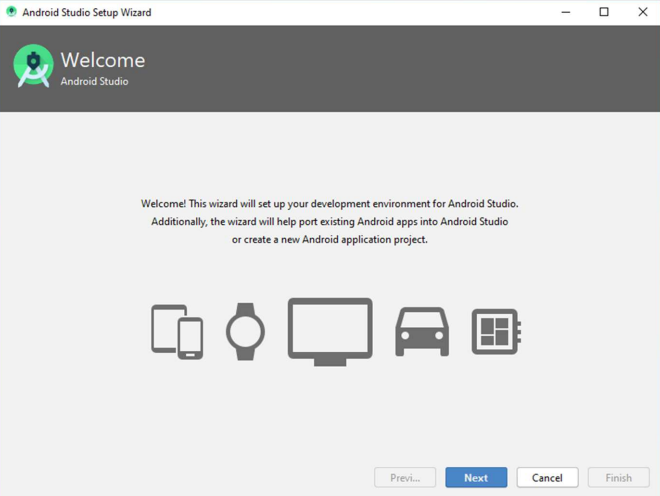 Android Studio Setup Wizard
Welcome
Android Studio
Welcome! This wizard will set up your development environment for Android Studio.
Additionally, the wizard will help port existing Android apps into Android Studio
or create a new Android application project.
Previ...
Next
Cancel
Finish